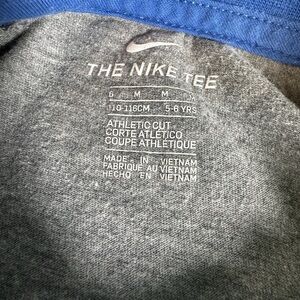 THE NIKE TEE
6 M M
110-116CM 5-6 YRS
ATHLETIC CUT
CORTE ATLÉTICO
COUPE ATHLÉTIQUE
MADE IN VIETNAM
FABRIQUÉ AU VIETNAM
HECHO EN VIETNAM